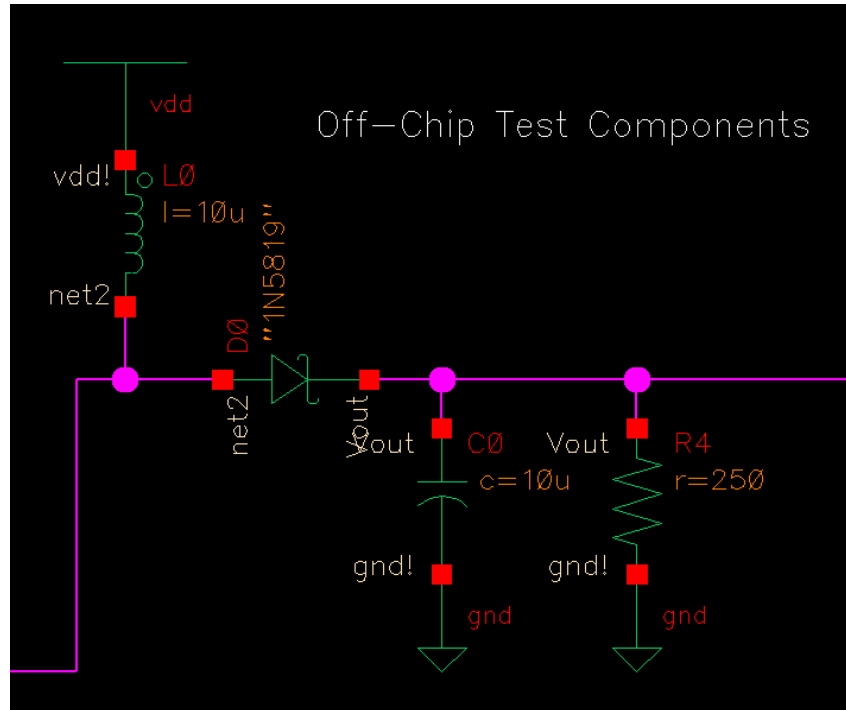 vdd
Off-Chip Test Components
vdd!
L0
l=10u
"1N5819"
net2
D0
net2
Vout
Vout
C0
c=10u
gnd!
gnd
Vout
R4
r=250
gnd!
gnd